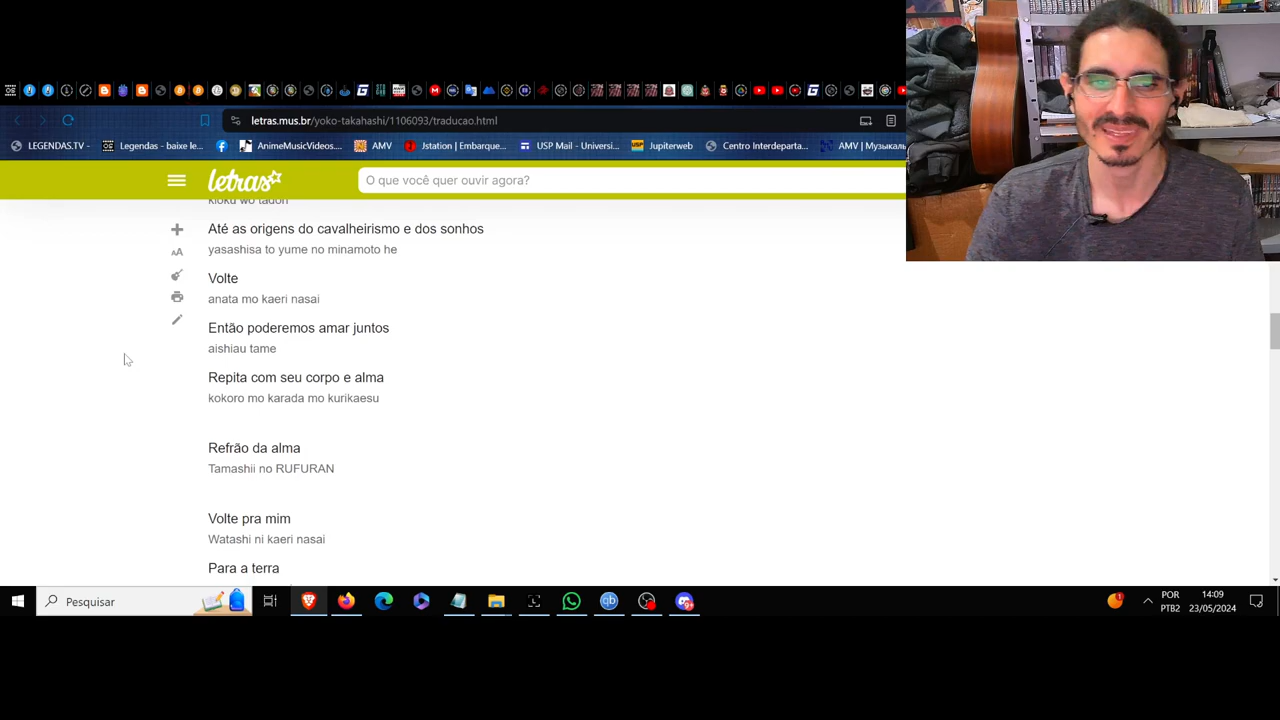 letras.mus.br/yoko-takahashi/1106093/traducao.html
LEGENDAS.TV - Legendas - baixe le... AnimeMusicVideos.... AMV Jstation | Embarque... USP Mail - Universi... Jupiterweb Centro Interdeparta... AMV | Музыкаль
letras
O que você quer ouvir agora?
kioku wo tadori
Até as origens do cavalheirismo e dos sonhos
yasashisa to yume no minamoto he
Volte
anata mo kaeri nasai
Então poderemos amar juntos
aishiau tame
Repita com seu corpo e alma
kokoro mo karada mo kurikaesu
Refrão da alma
Tamashii no RUFURAN
Volte pra mim
Watashi ni kaeri nasai
Para a terra
Pesquisar
POR
PTB2
14:09
23/05/2024